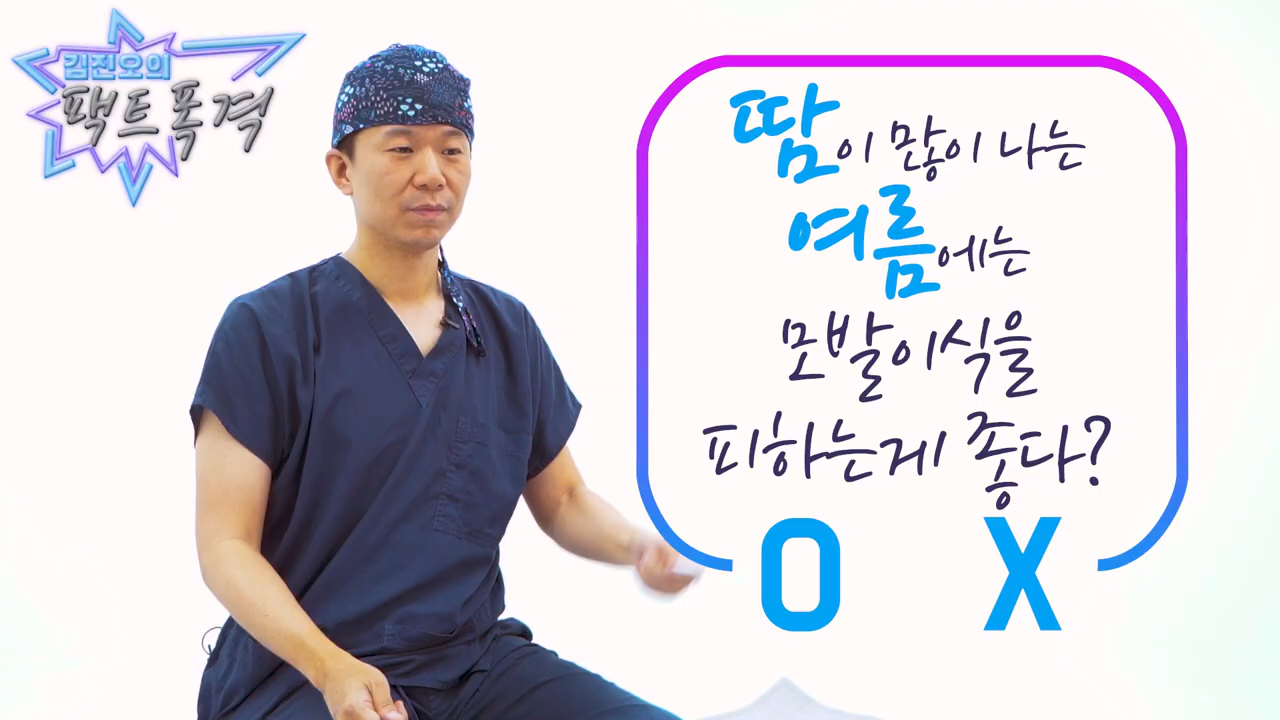 김진오의
팩트폭격
땀이 많이 나는
여름에는
모발이식을
피하는게 좋다?
O X